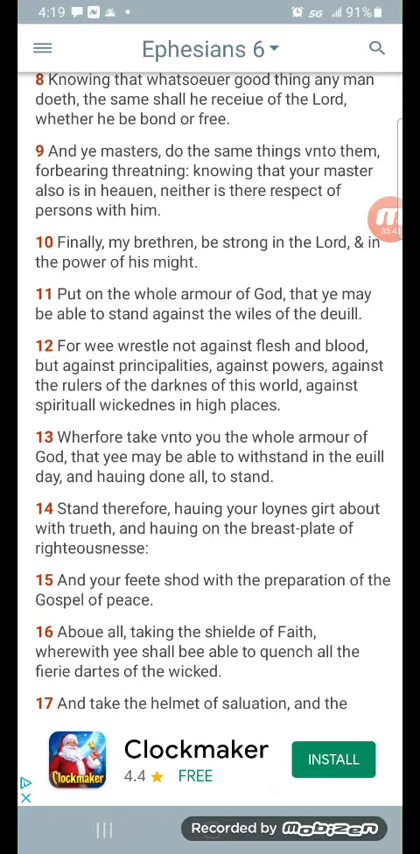 4:19
5G
91%
Ephesians 6
8 Knowing that whatsoeuer good thing any man
doeth, the same shall he receiue of the Lord,
whether he be bond or free.
9 And ye masters, do the same things vnto them,
forbearing threatning: knowing that your master
also is in heauen, neither is there respect of
persons with him.
35:41
10 Finally, my brethren, be strong in the Lord, & in
the power of his might.
11 Put on the whole armour of God, that ye may
be able to stand against the wiles of the deuill.
12 For wee wrestle not against flesh and blood,
but against principalities, against powers, against
the rulers of the darknes of this world, against
spirituall wickednes in high places.
13 Wherfore take vnto you the whole armour of
God, that yee may be able to withstand in the euill
day, and hauing done all, to stand.
14 Stand therefore, hauing your loynes girt about
with trueth, and hauing on the breast-plate of
righteousnesse:
15 And your feete shod with the preparation of the
Gospel of peace.
16 Aboue all, taking the shielde of Faith,
wherewith yee shall bee able to quench all the
fierie dartes of the wicked.
17 And take the helmet of saluation, and the
Clockmaker
Clockmaker
4.4 ★ FREE
INSTALL
Recorded by mobizen